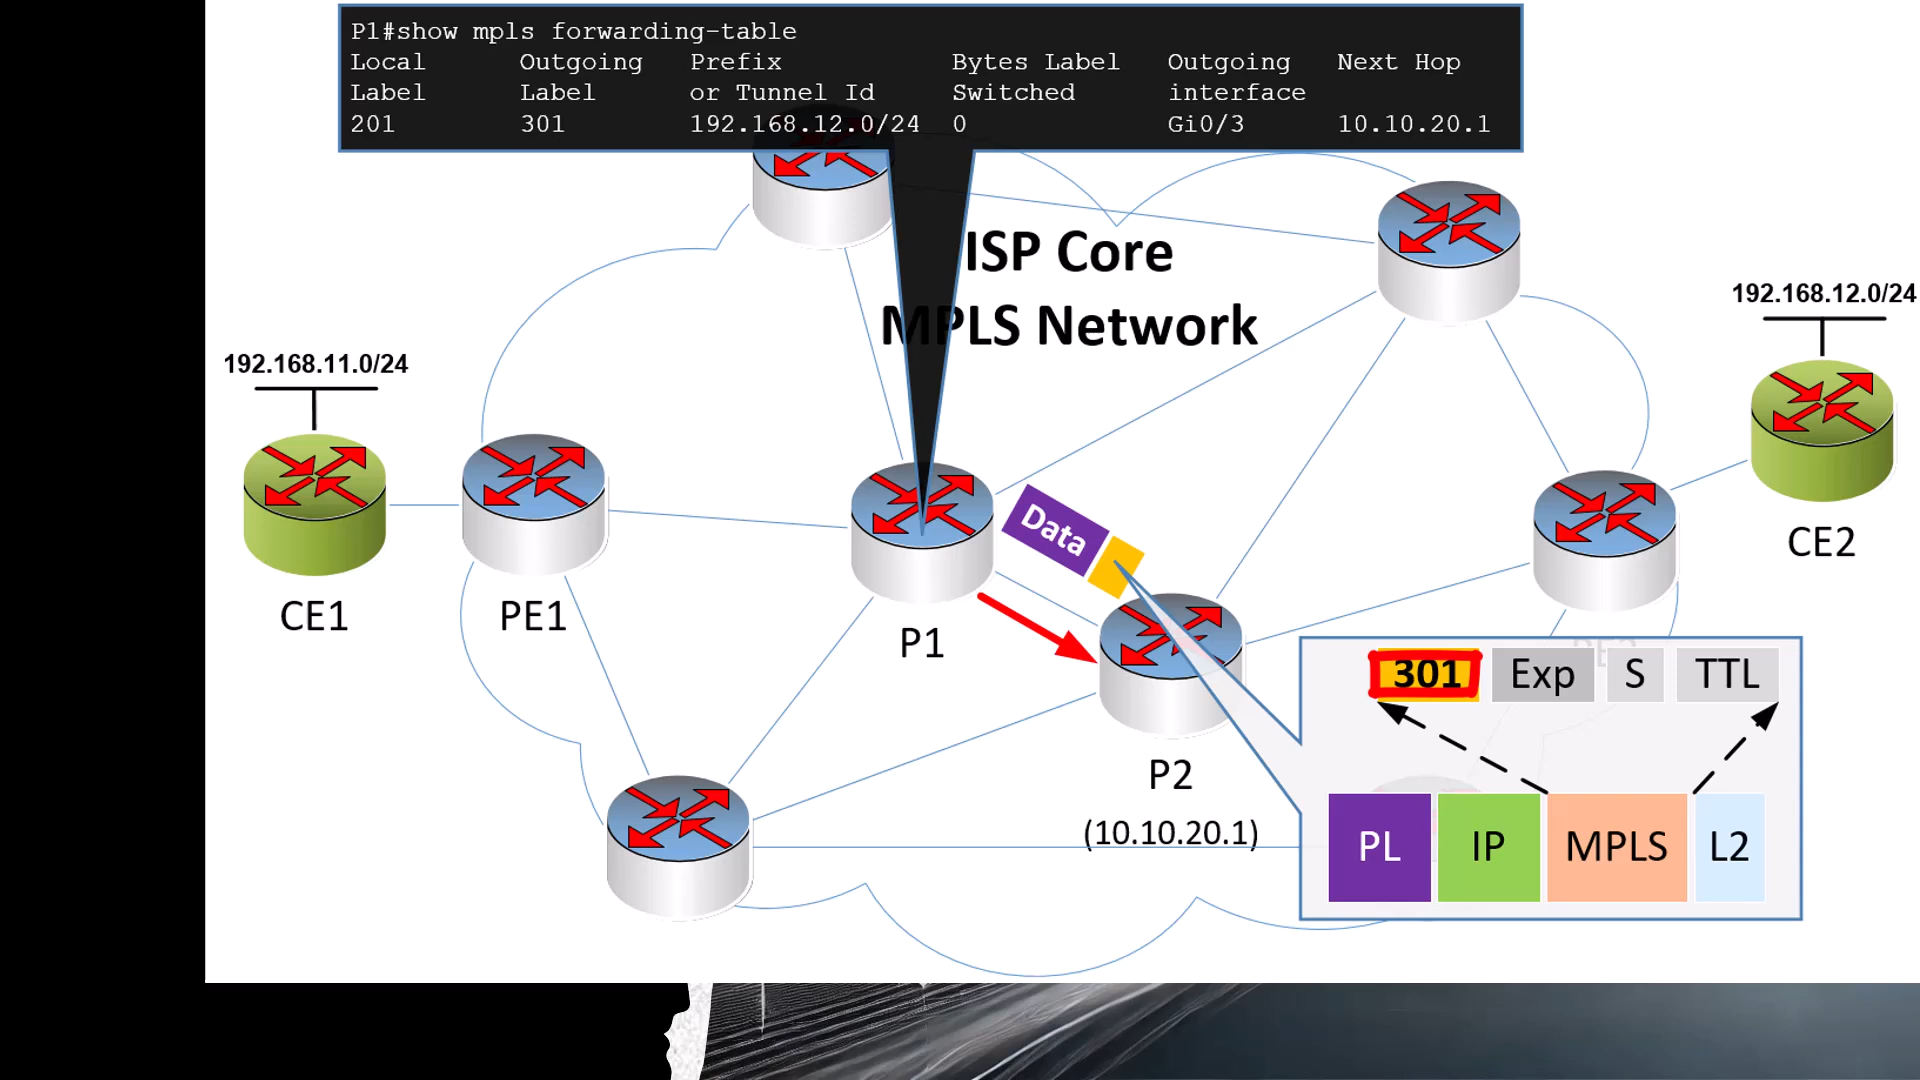 P1#show mpls forwarding-table
Local Outgoing Prefix Bytes Label Outgoing Next Hop
Label Label or Tunnel Id Switched interface
201 301 192.168.12.0/24 0 Gi0/3 10.10.20.1
ISP Core
MPLS Network
192.168.12.0/24
192.168.11.0/24
Data
CE2
CE1
PE1
P1
301 Exp S TTL
P2
(10.10.20.1)
PL IP MPLS L2